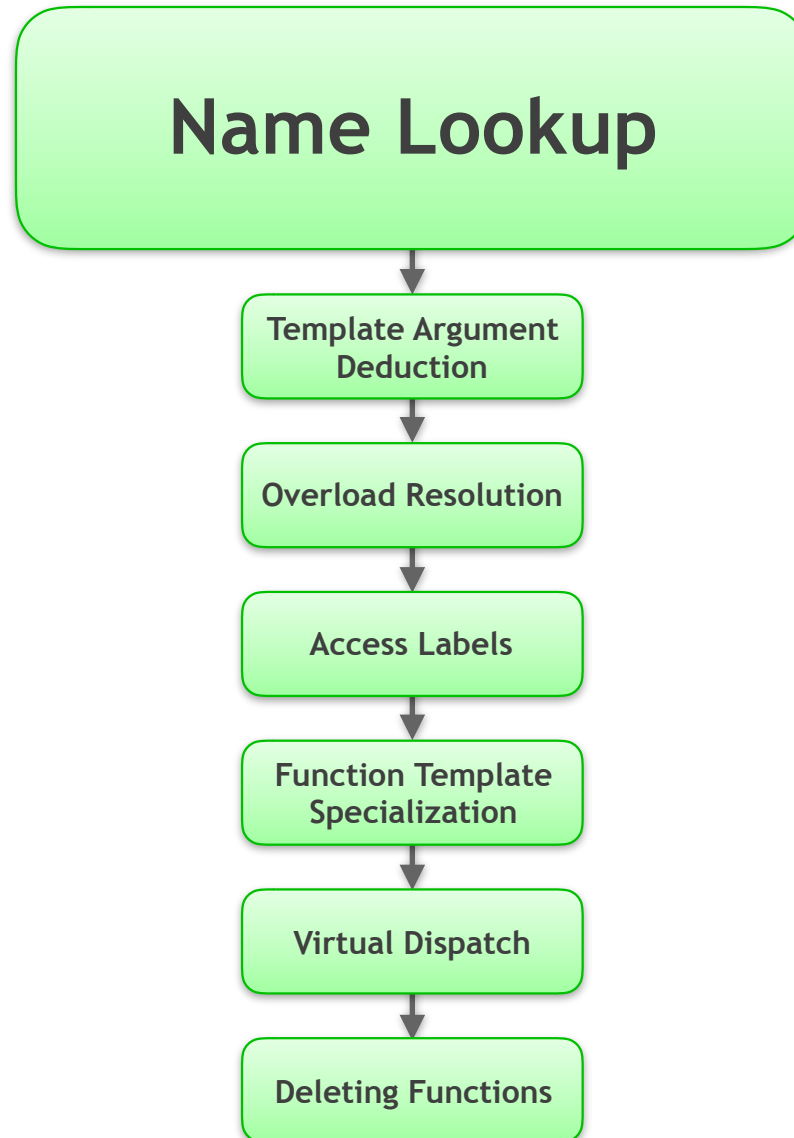 Name Lookup
Template Argument
Deduction
Overload Resolution
Access Labels
Function Template
Specialization
Virtual Dispatch
Deleting Functions